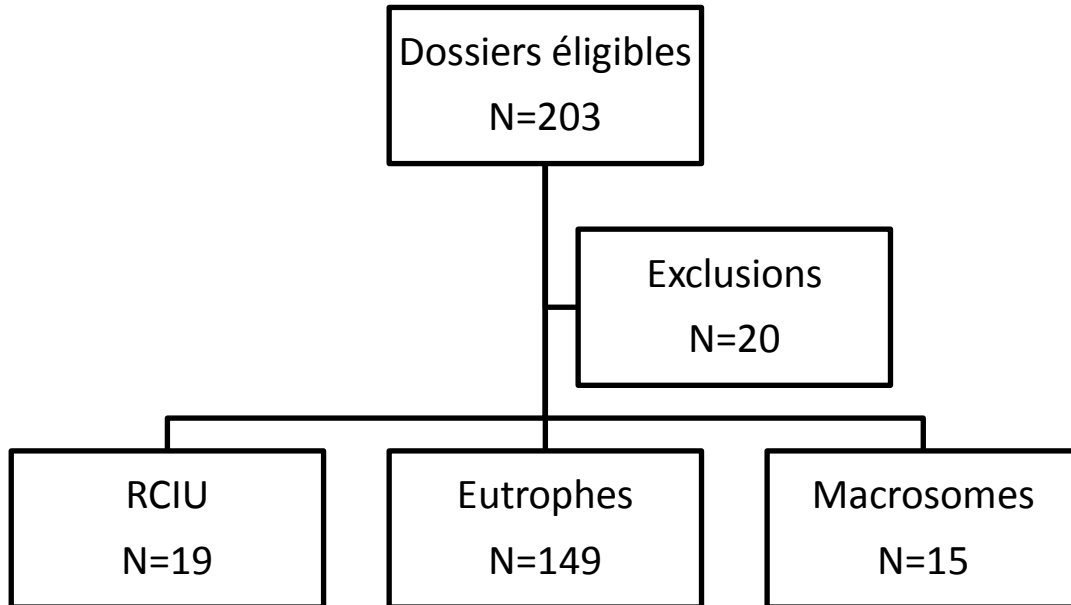 Dossiers éligibles
N=203
Exclusions
N=20
RCIU
N=19
Eutrophes
N=149
Macrosomes
N=15